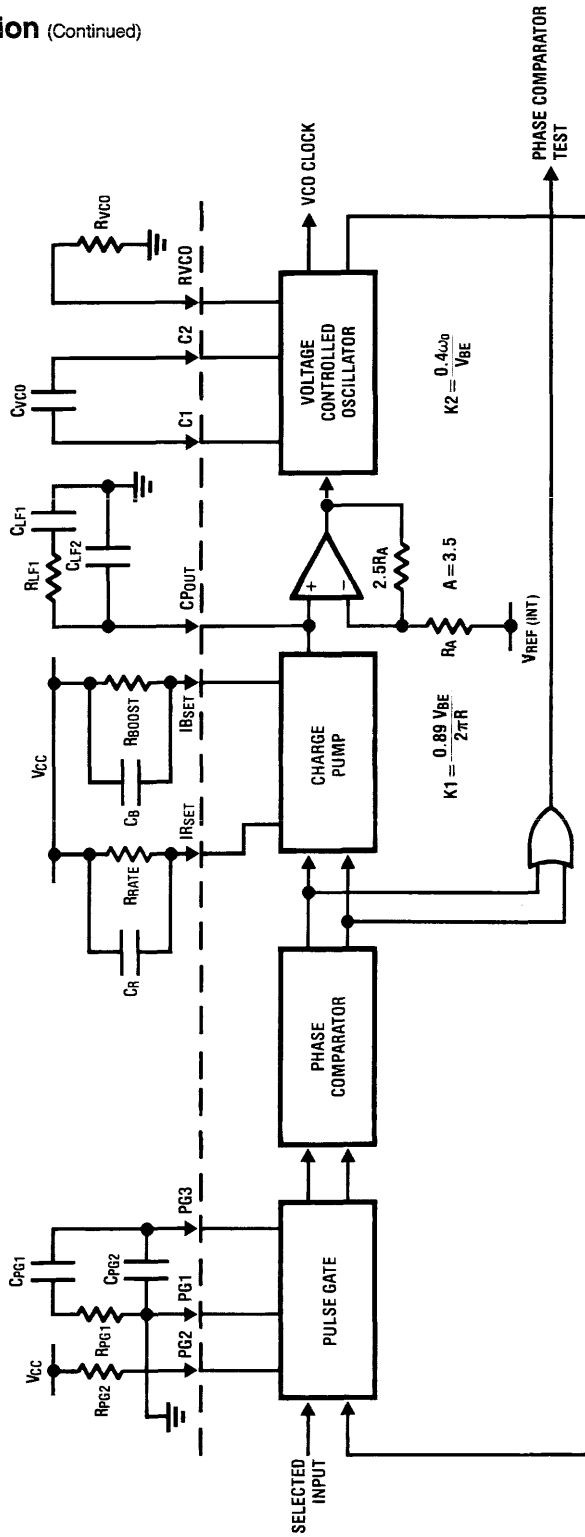 ion (Continued)
VCC
RPG2
PG2
RPG1
PG1
CPG1
CPG2
PG3
VCC
CR
RRATE
IRSET
CB
RBOOST
IBSET
RLF1
CLF1
CLF2
CPOUT
CVCO
C1
C2
RVCO
RVCO
SELECTED
INPUT
PULSE GATE
PHASE
COMPARATOR
CHARGE
PUMP
K1 = 0.89 VBE / 2πR
+
−
2.5RA
RA
A = 3.5
VREF (INT)
VOLTAGE
CONTROLLED
OSCILLATOR
K2 = 0.4ω0 / VBE
VCO CLOCK
PHASE COMPARATOR
TEST